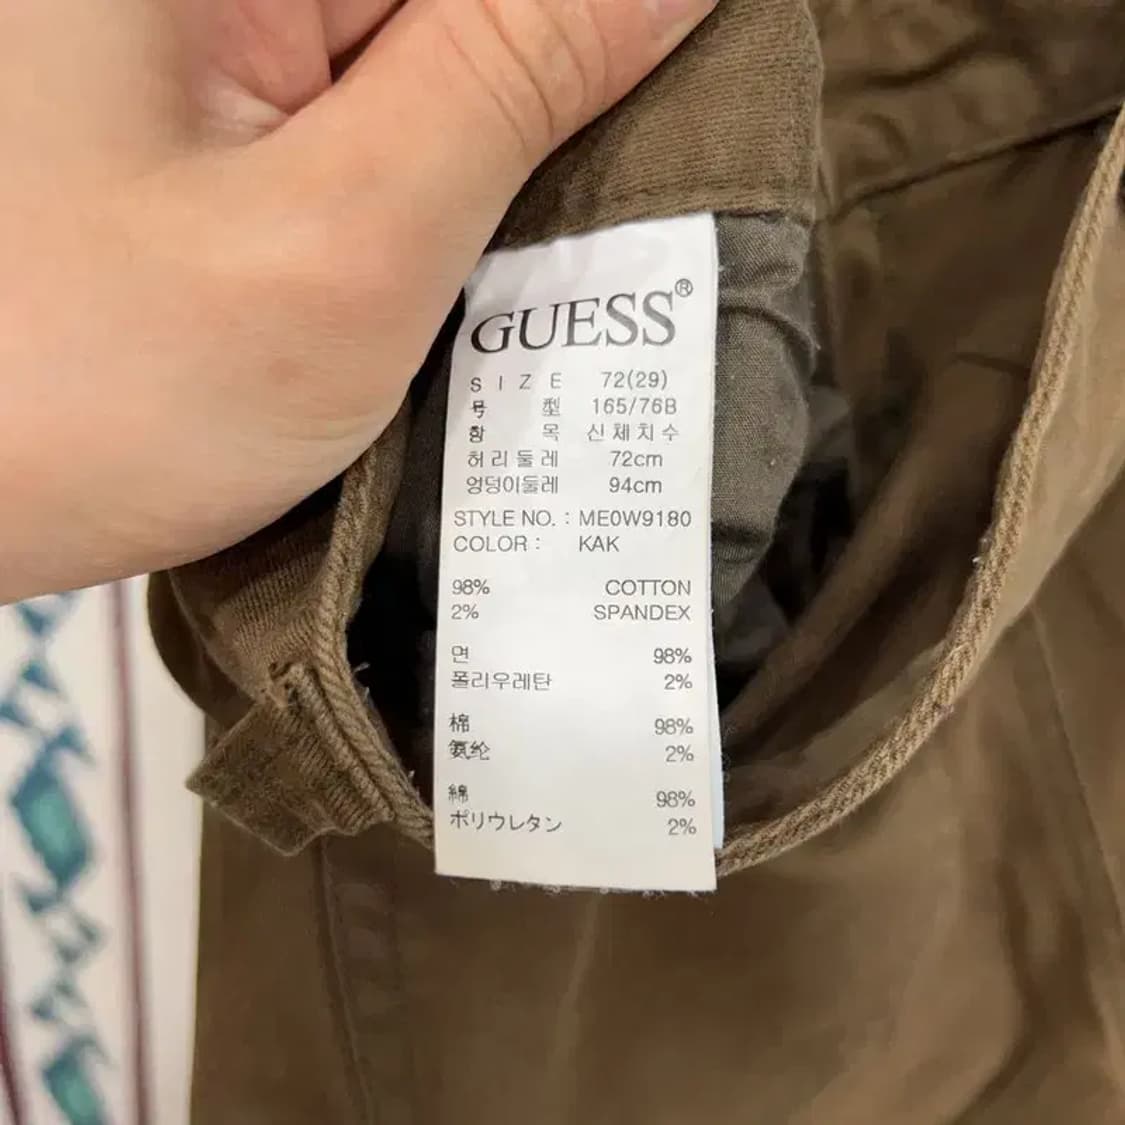 GUESS®
SIZE 72(29)
号型 165/76B
항목 신체치수
허리둘레 72cm
엉덩이둘레 94cm
STYLE NO. : ME0W9180
COLOR : KAK
98% COTTON
2% SPANDEX
면 98%
폴리우레탄 2%
棉 98%
氨纶 2%
綿 98%
ポリウレタン 2%